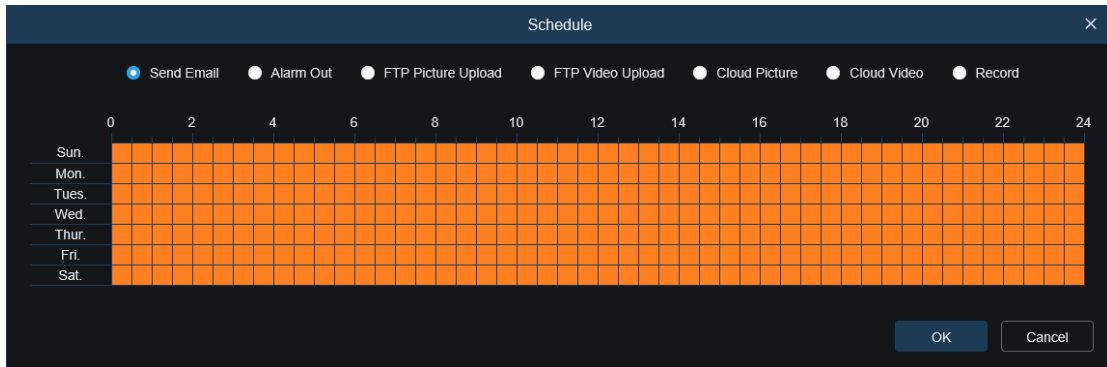 Schedule
Send Email Alarm Out FTP Picture Upload FTP Video Upload Cloud Picture Cloud Video Record
0 2 4 6 8 10 12 14 16 18 20 22 24
Sun.
Mon.
Tues.
Wed.
Thur.
Fri.
Sat.
OK Cancel